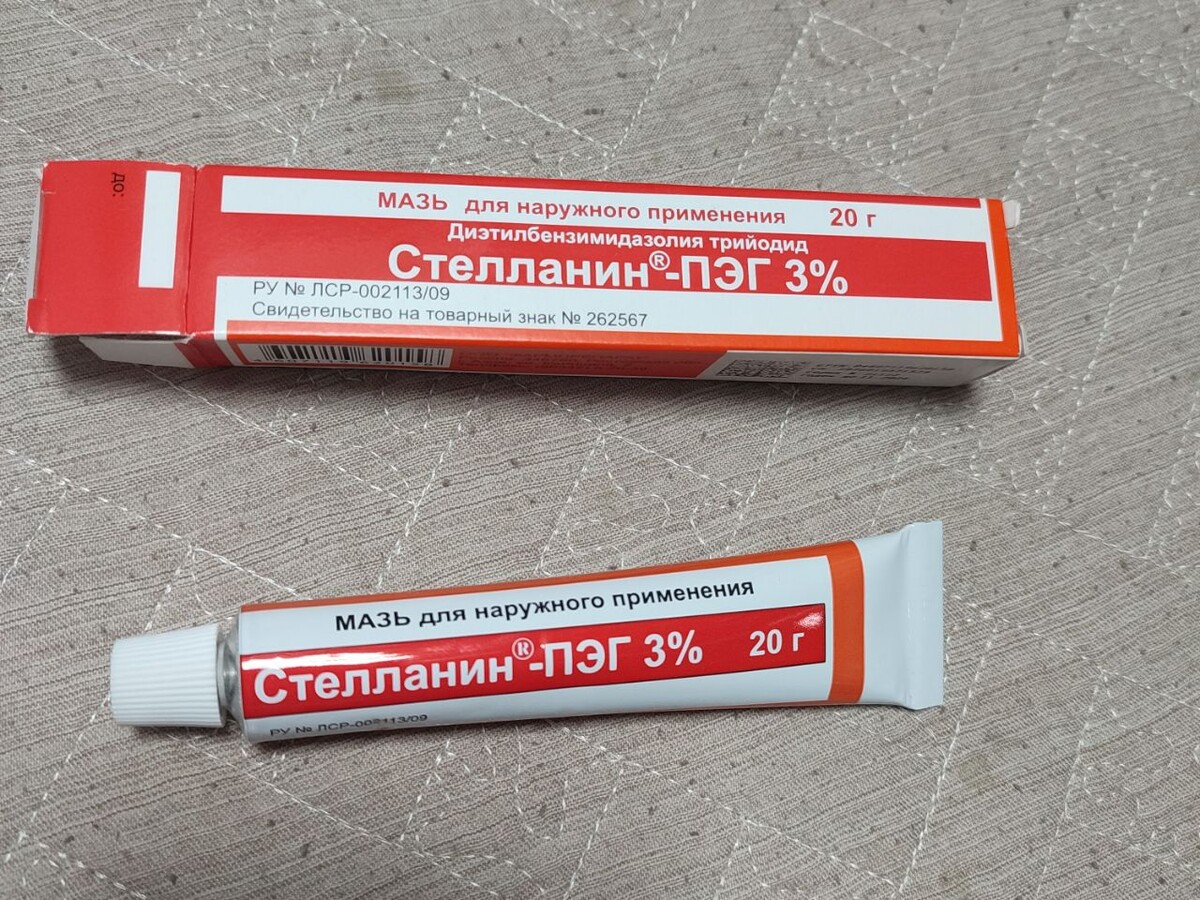 до:
МАЗЬ для наружного применения 20 г
Диэтилбензимидазолия трийодид
Стелланин®-ПЭГ 3%
РУ № ЛСР-002113/09
Свидетельство на товарный знак № 262567
МАЗЬ для наружного применения
Стелланин®-ПЭГ 3% 20 г
РУ № ЛСР-002113/09